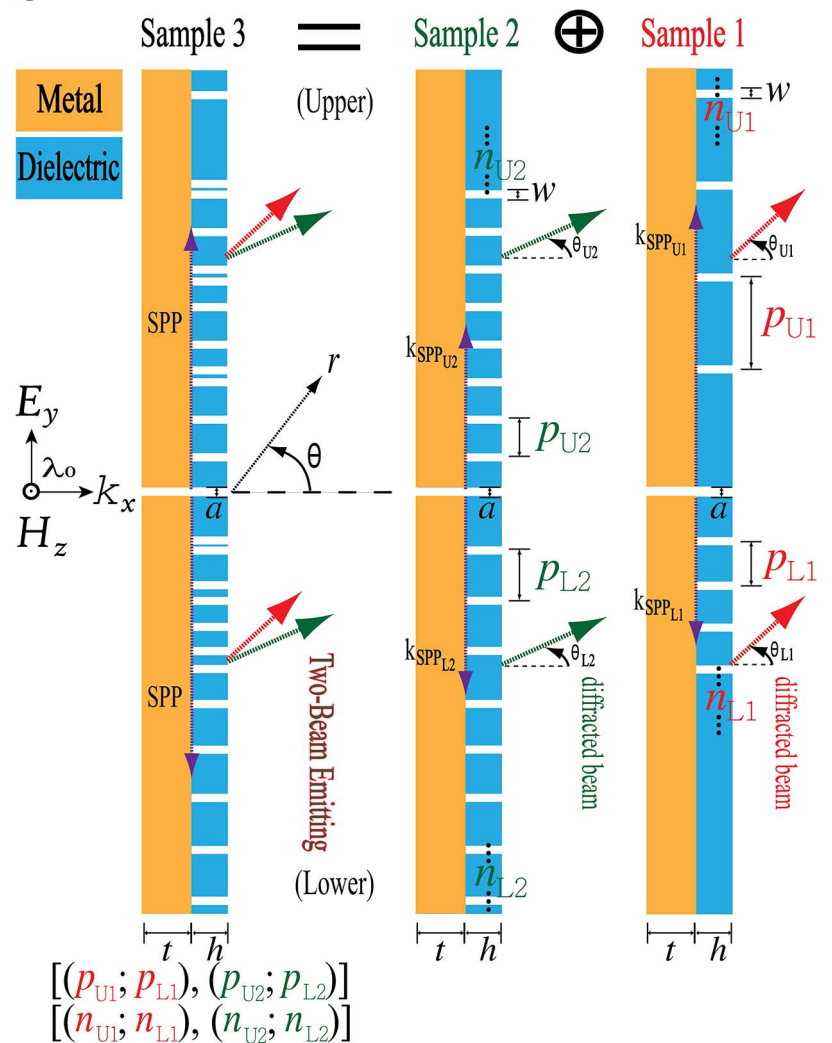 Sample 3 = Sample 2 ⊕ Sample 1
Metal
Dielectric
(Upper)
SPP
SPP
r
θ
E_y
λ₀
k_x
H_z
a
Two-Beam Emitting
(Lower)
t
h
n_U2
w
θ_U2
k_SPP_U2
p_U2
a
p_L2
k_SPP_L2
θ_L2
diffracted beam
n_L2
t
h
w
n_U1
k_SPP_U1
θ_U1
p_U1
a
p_L1
k_SPP_L1
θ_L1
n_L1
diffracted beam
t
h
[(p_U1; p_L1), (p_U2; p_L2)]
[(n_U1; n_L1), (n_U2; n_L2)]